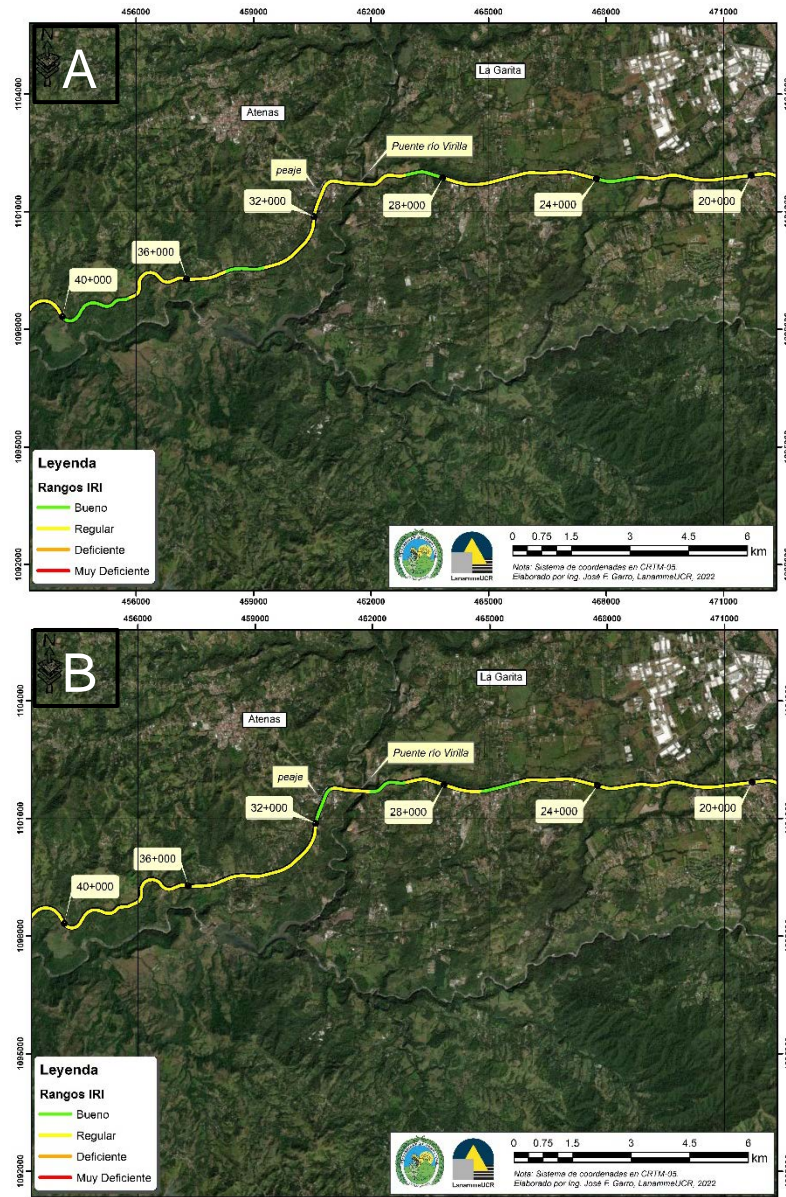 456000 459000 462000 465000 468000 471000
N
A
1104000
La Garita
Atenas
Puente río Virilla
peaje
1101000
32+000
28+000
24+000
20+000
36+000
40+000
1098000
1095000
Leyenda
Rangos IRI
Bueno
Regular
Deficiente
Muy Deficiente
1092000
0 0.75 1.5 3 4.5 6
km
Nota: Sistema de coordenadas en CRTM-05.
Elaborado por Ing. José F. Garro, LanammeUCR, 2022
LanammeUCR
456000 459000 462000 465000 468000 471000
N
B
1104000
La Garita
Atenas
Puente río Virilla
peaje
1101000
32+000
28+000
24+000
20+000
36+000
40+000
1098000
1095000
Leyenda
Rangos IRI
Bueno
Regular
Deficiente
Muy Deficiente
1092000
0 0.75 1.5 3 4.5 6
km
Nota: Sistema de coordenadas en CRTM-05.
Elaborado por Ing. José F. Garro, LanammeUCR, 2022
LanammeUCR